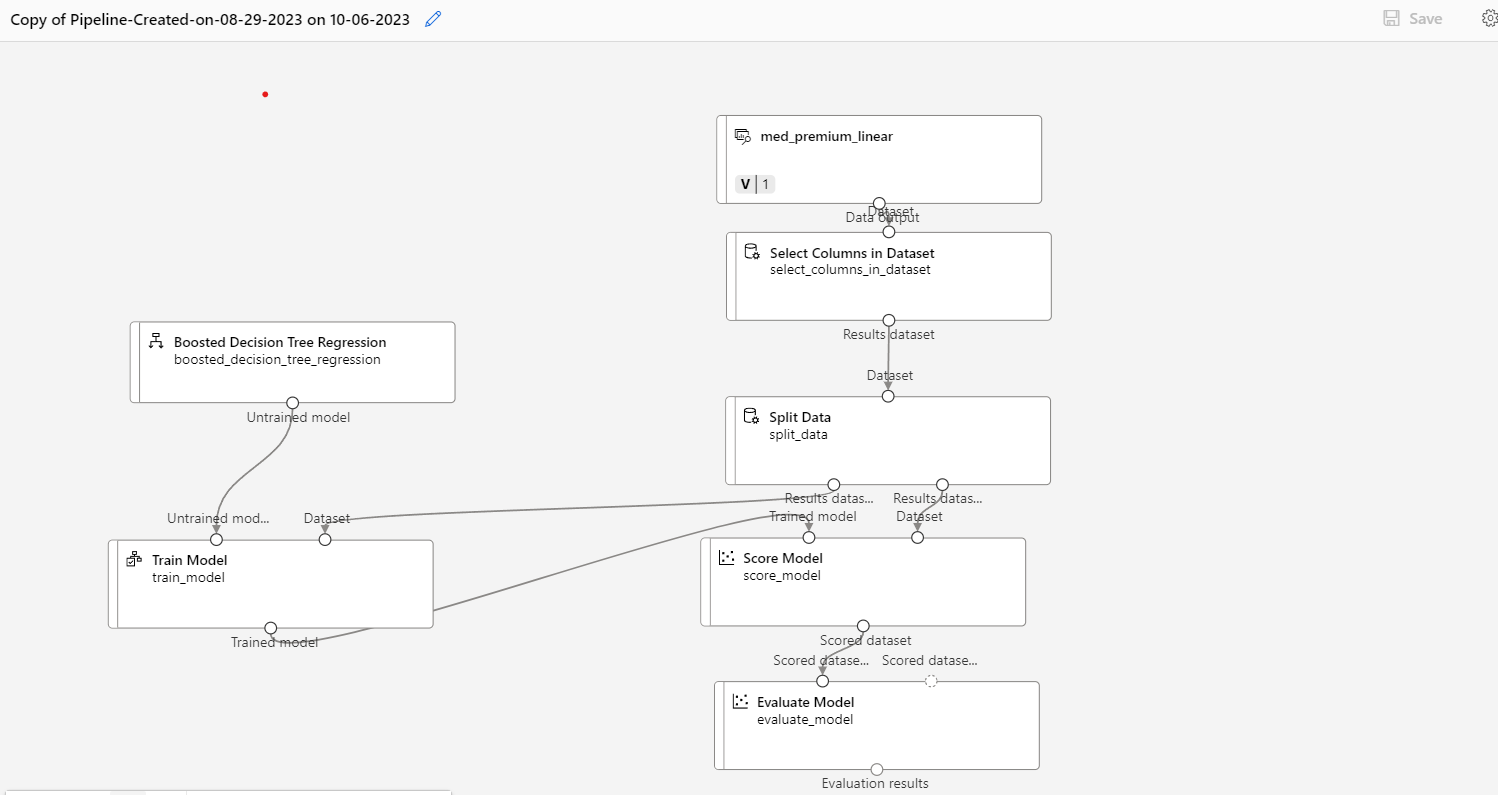 Copy of Pipeline-Created-on-08-29-2023 on 10-06-2023
Save
med_premium_linear
V 1
Data output
Dataset
Select Columns in Dataset
select_columns_in_dataset
Results dataset
Boosted Decision Tree Regression
boosted_decision_tree_regression
Untrained model
Dataset
Split Data
split_data
Results datas...
Results datas...
Untrained mod...
Dataset
Trained model
Dataset
Train Model
train_model
Trained model
Score Model
score_model
Scored dataset
Scored datase...
Scored datase...
Evaluate Model
evaluate_model
Evaluation results